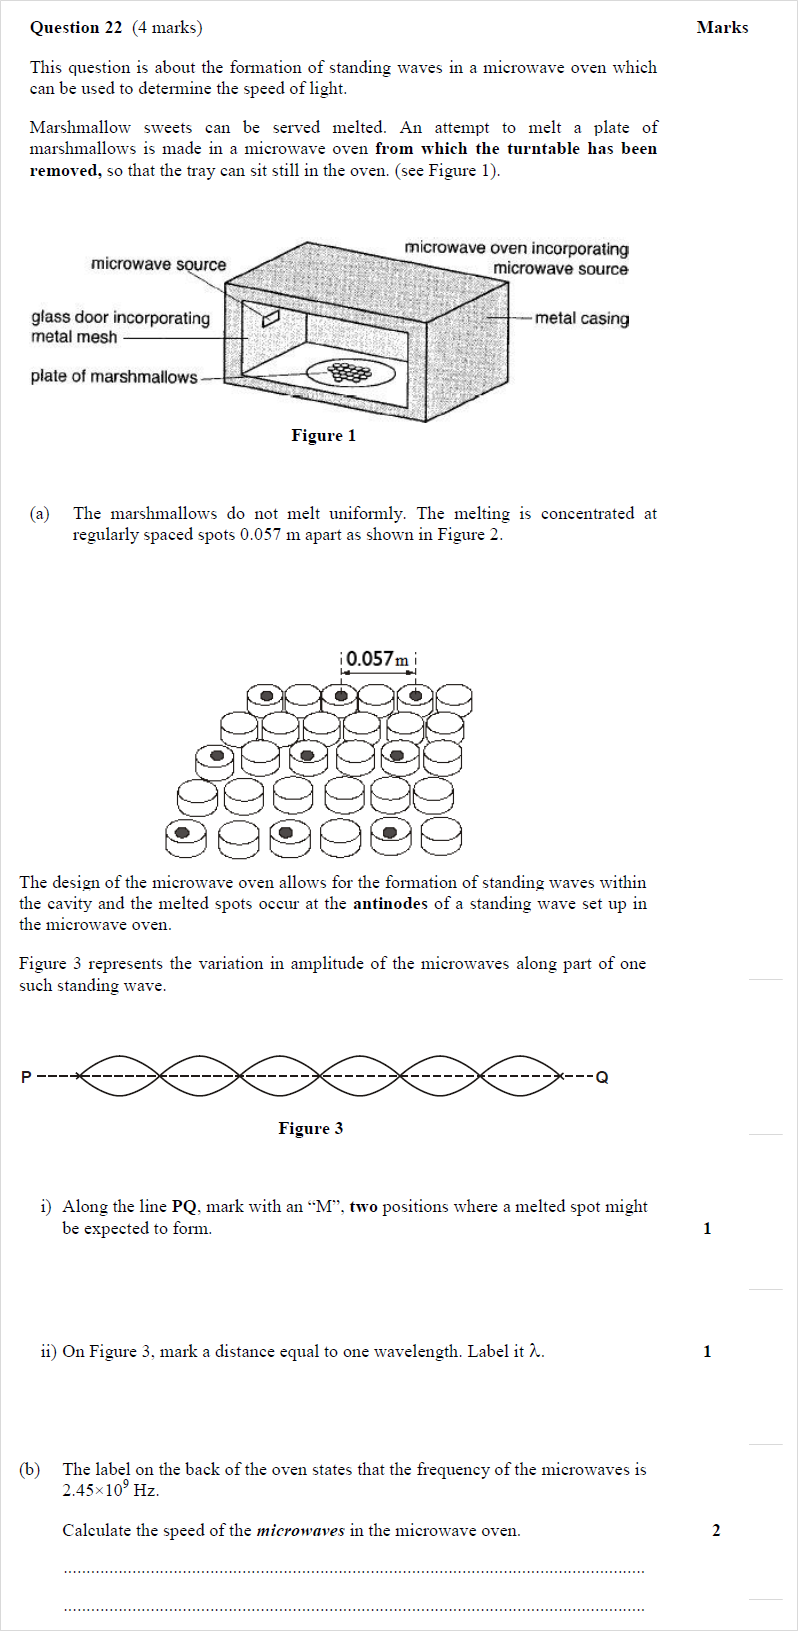 Question 22 (4 marks)
Marks
This question is about the formation of standing waves in a microwave oven which
can be used to determine the speed of light.
Marshmallow sweets can be served melted. An attempt to melt a plate of
marshmallows is made in a microwave oven from which the turntable has been
removed, so that the tray can sit still in the oven. (see Figure 1).
microwave source
microwave oven incorporating
microwave source
glass door incorporating
metal mesh
metal casing
plate of marshmallows
Figure 1
(a) The marshmallows do not melt uniformly. The melting is concentrated at
regularly spaced spots 0.057 m apart as shown in Figure 2.
0.057m
The design of the microwave oven allows for the formation of standing waves within
the cavity and the melted spots occur at the antinodes of a standing wave set up in
the microwave oven.
Figure 3 represents the variation in amplitude of the microwaves along part of one
such standing wave.
P
Q
Figure 3
i) Along the line PQ, mark with an “M”, two positions where a melted spot might
be expected to form.
1
ii) On Figure 3, mark a distance equal to one wavelength. Label it λ.
1
(b) The label on the back of the oven states that the frequency of the microwaves is
2.45×10⁹ Hz.
Calculate the speed of the microwaves in the microwave oven.
2